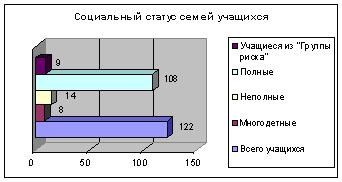 Социальный статус семей учащихся
9
108
14
8
122
0 50 100 150
Учащиеся из "Группы
риска"
Полные
Неполные
Многодетные
Всего учащихся